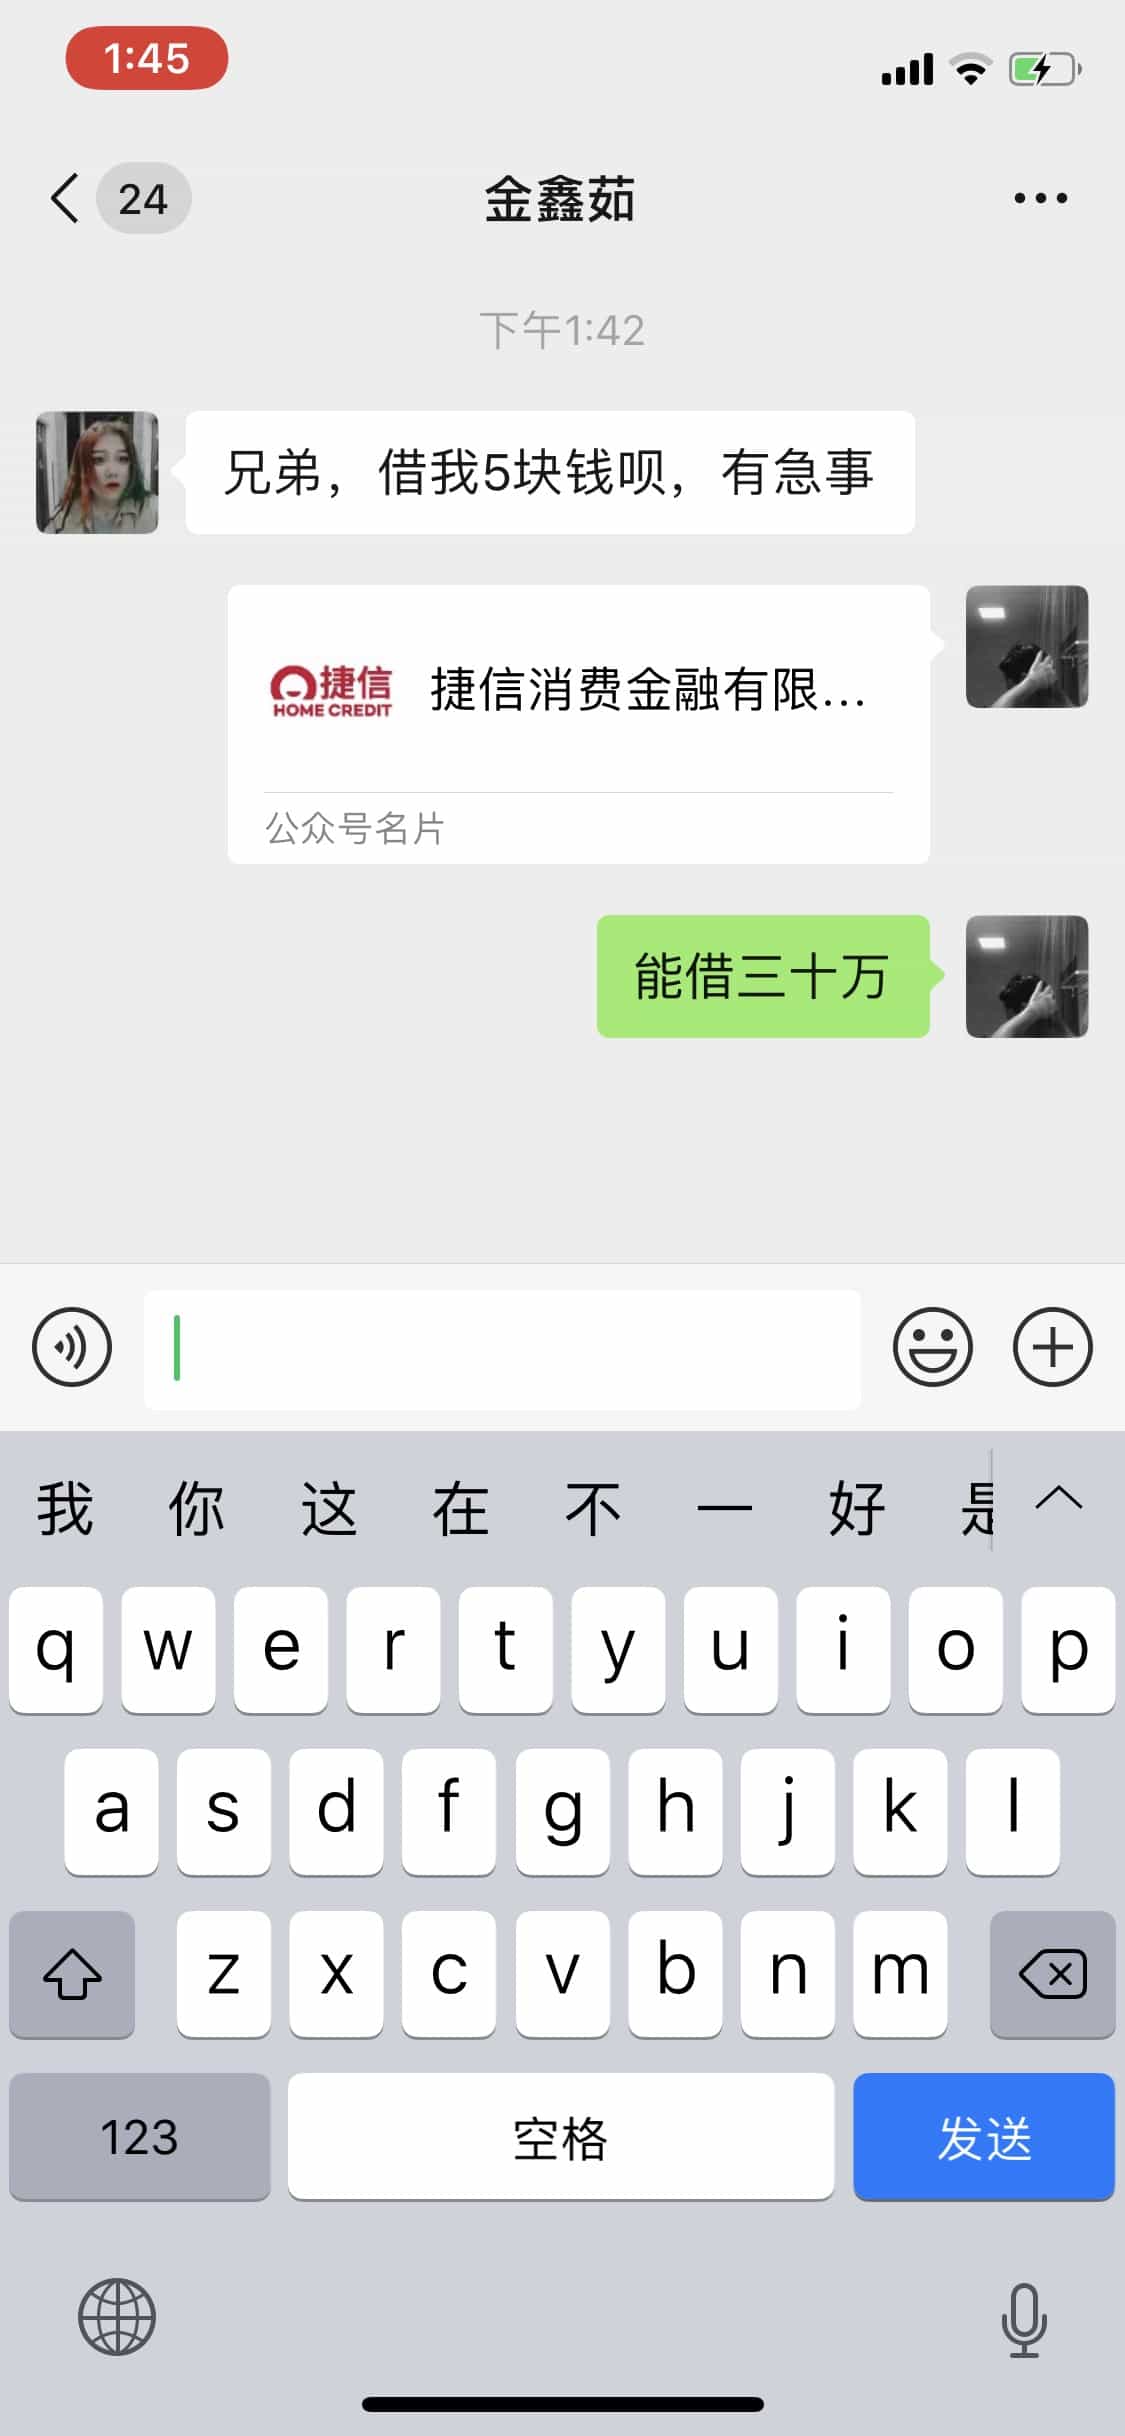 1:45
24
金鑫茹
下午1:42
兄弟，借我5块钱呗，有急事
捷信
HOME CREDIT
捷信消费金融有限...
公众号名片
能借三十万
我 你 这 在 不 一 好 是
q w e r t y u i o p
a s d f g h j k l
z x c v b n m
123 空格 发送